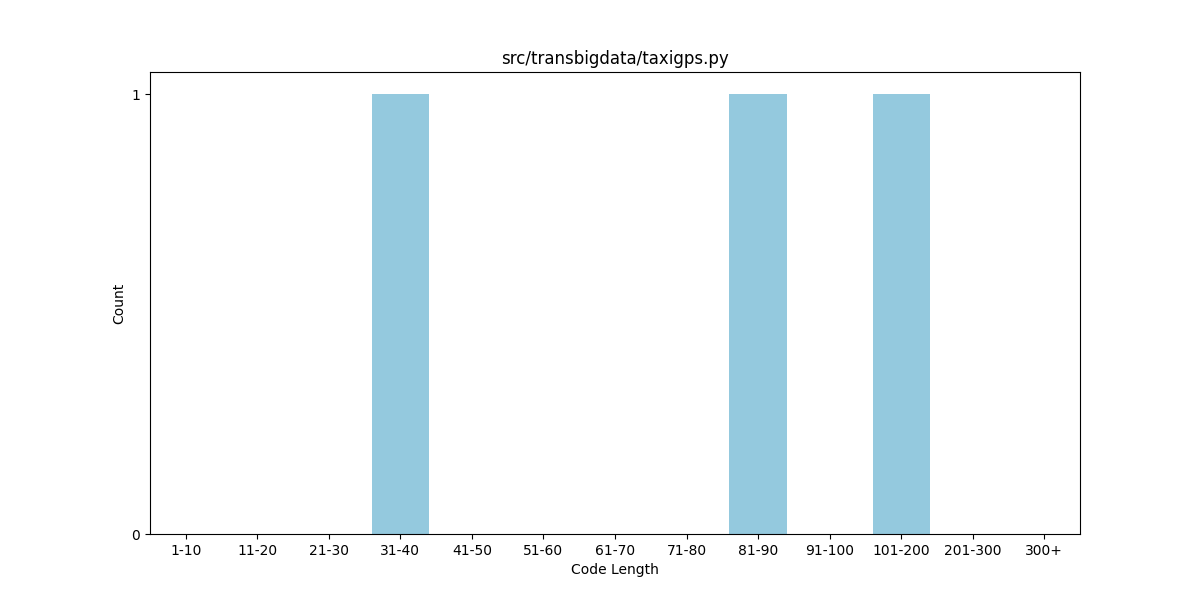 src/transbigdata/taxigps.py
1
Count
0
1-10 11-20 21-30 31-40 41-50 51-60 61-70 71-80 81-90 91-100 101-200 201-300 300+
Code Length